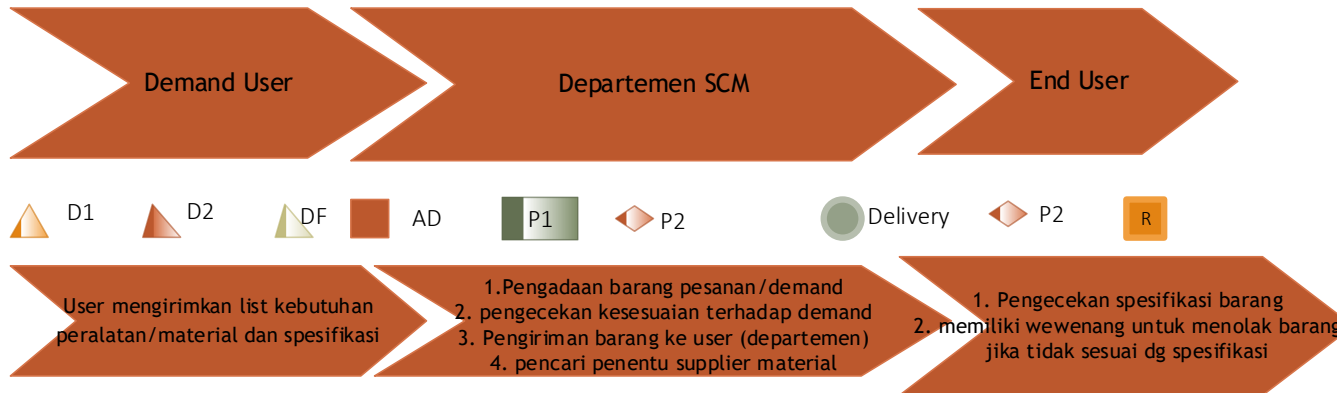 Demand User
Departemen SCM
End User
D1
D2
DF
AD
P1
P2
Delivery
P2
R
User mengirimkan list kebutuhan
peralatan/material dan spesifikasi
1.Pengadaan barang pesanan/demand
2. pengecekan kesesuaian terhadap demand
3. Pengiriman barang ke user (departemen)
4. pencari penentu supplier material
1. Pengecekan spesifikasi barang
2. memiliki wewenang untuk menolak barang
jika tidak sesuai dg spesifikasi